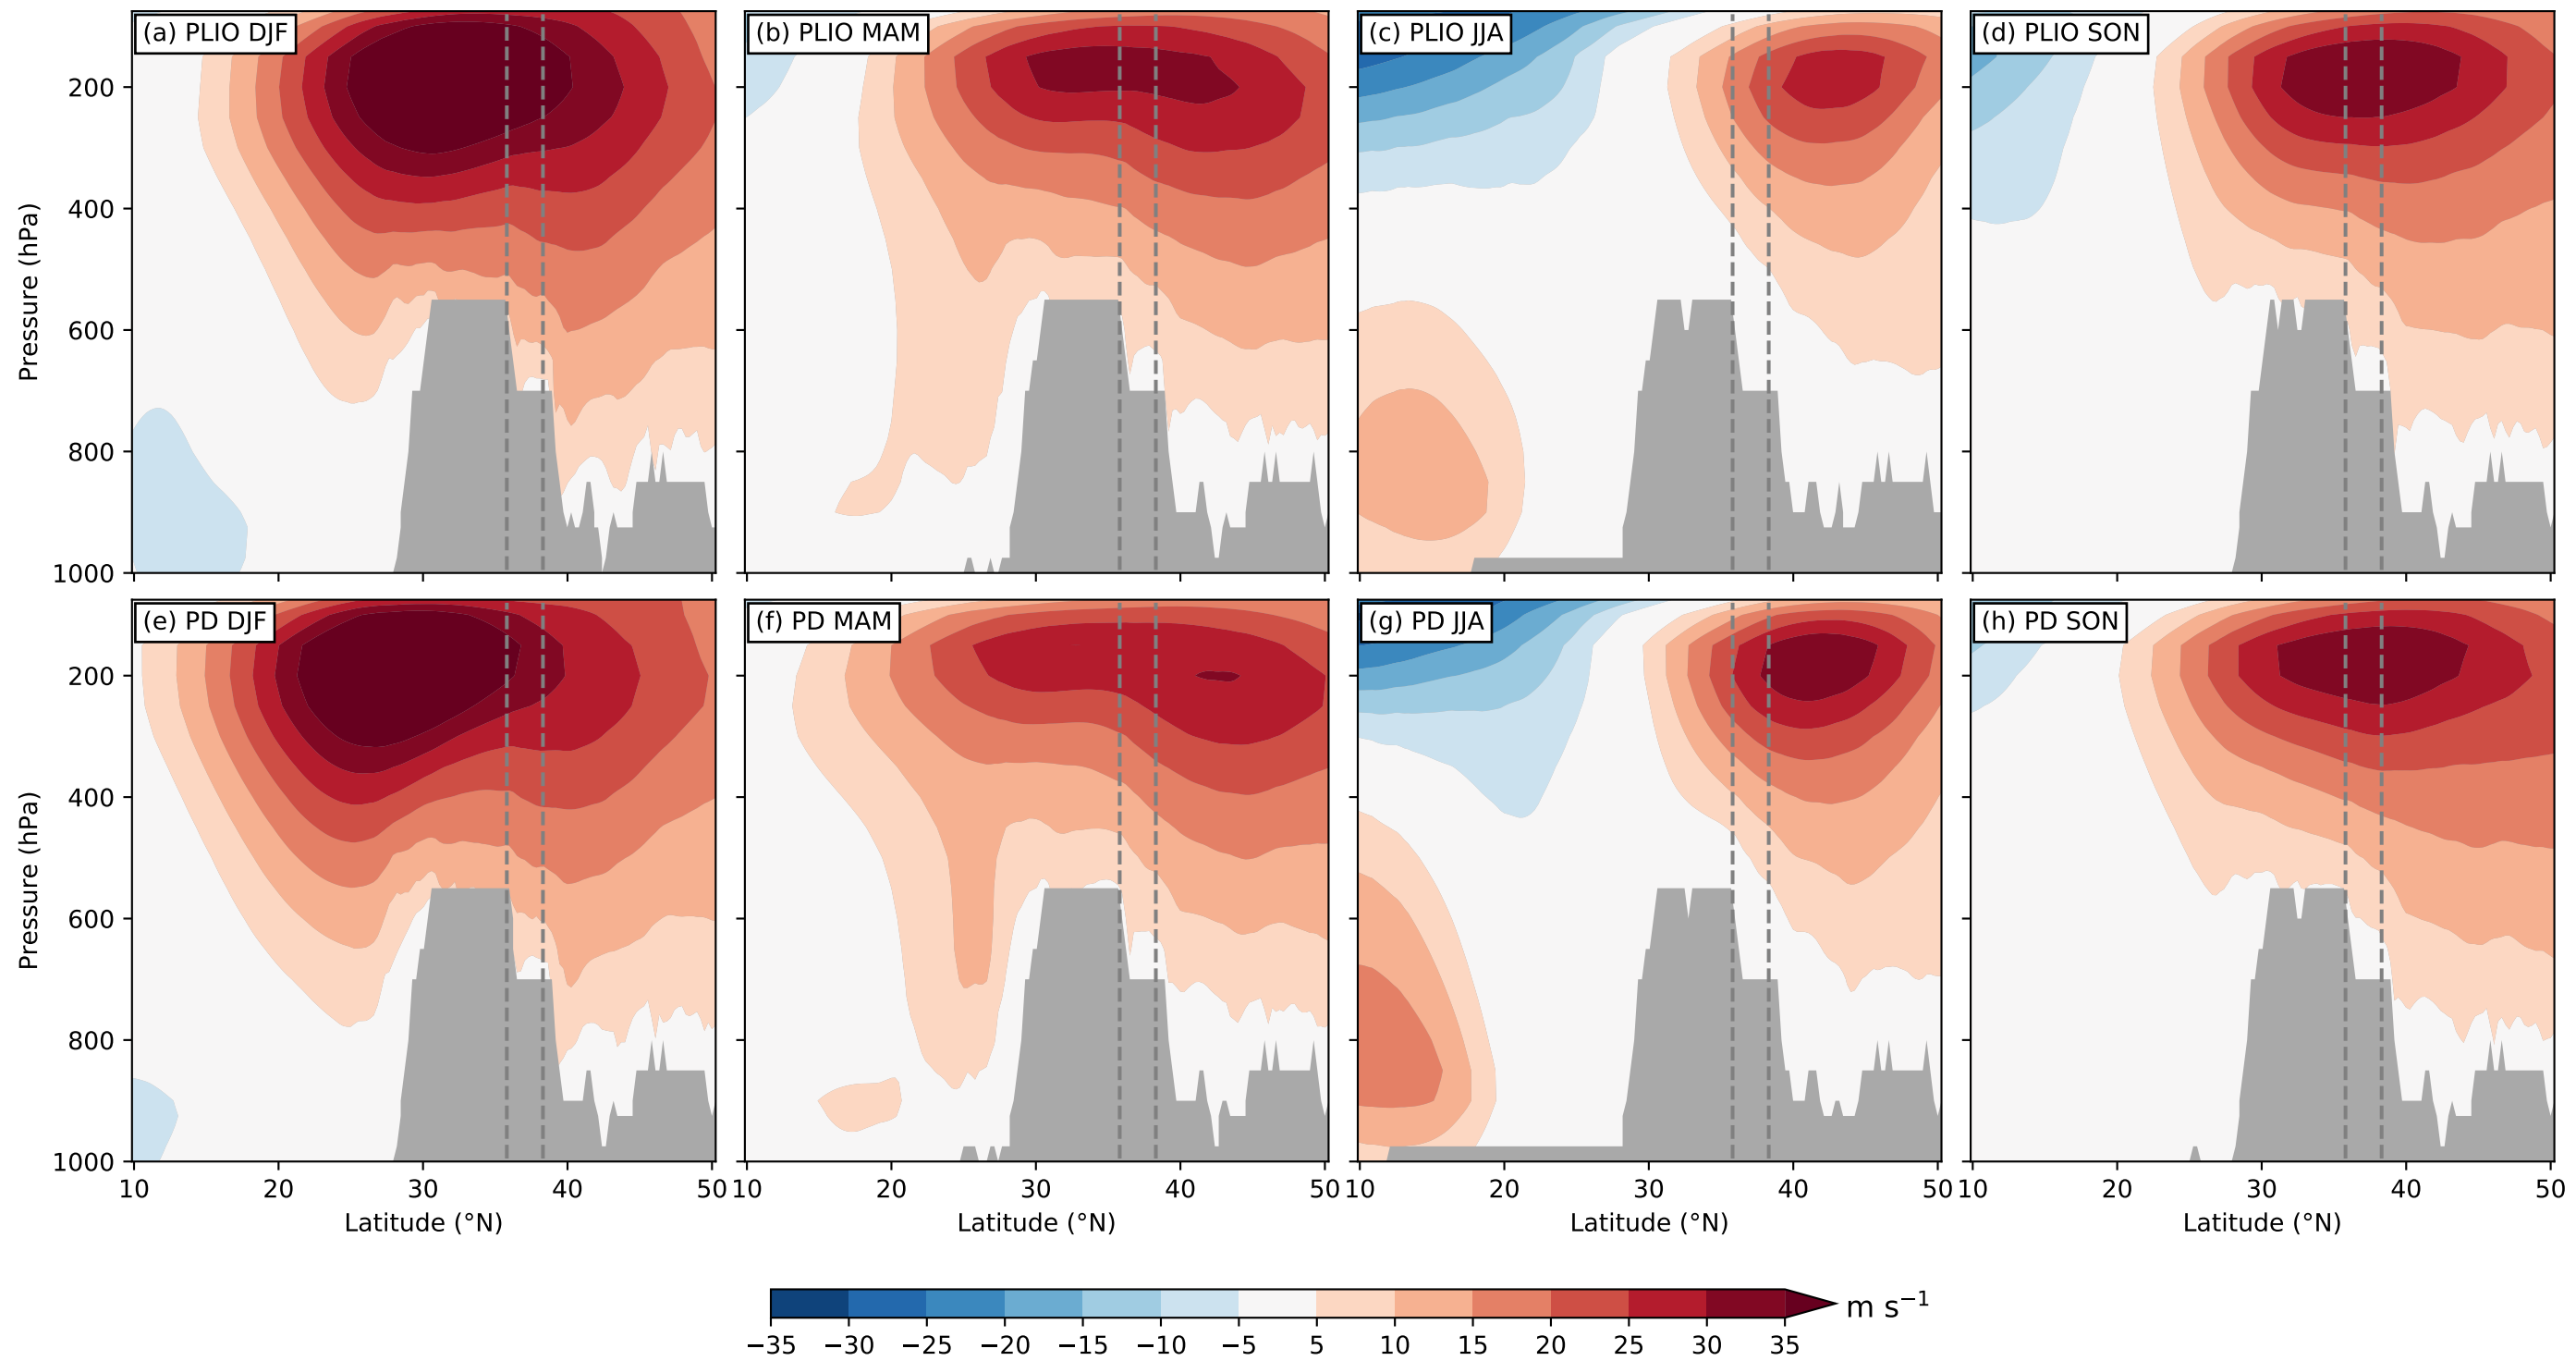 (a) PLIO DJF
(b) PLIO MAM
(c) PLIO JJA
(d) PLIO SON
Pressure (hPa)
200
400
600
800
1000
(e) PD DJF
(f) PD MAM
(g) PD JJA
(h) PD SON
Pressure (hPa)
200
400
600
800
1000
10 20 30 40 50
10 20 30 40 50
10 20 30 40 50
10 20 30 40 50
Latitude (°N)
Latitude (°N)
Latitude (°N)
Latitude (°N)
m s⁻¹
−35 −30 −25 −20 −15 −10 −5 5 10 15 20 25 30 35